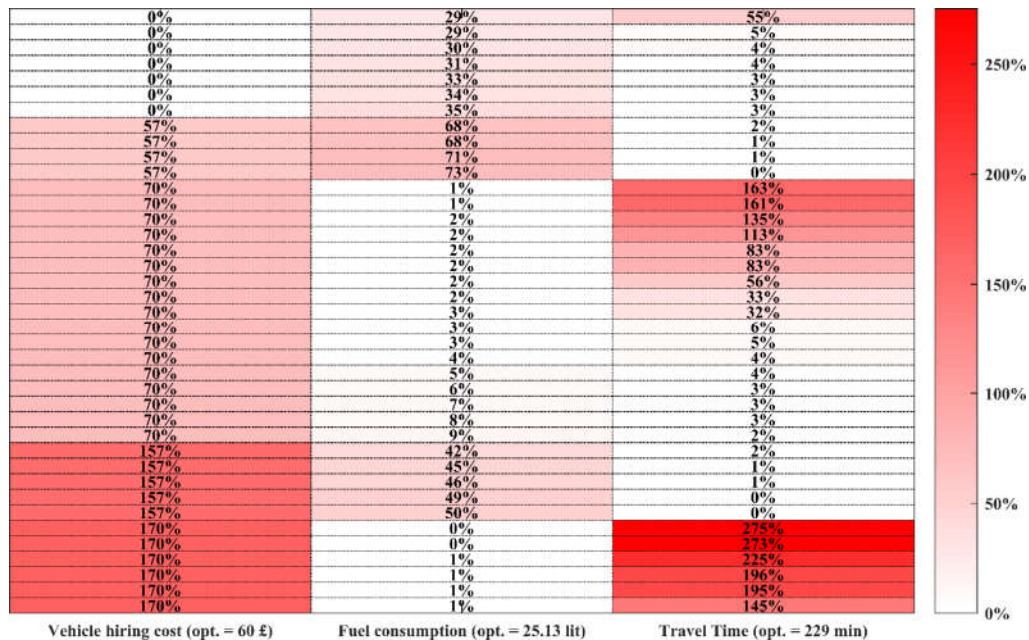 0% 29% 55%
0% 29% 5%
0% 30% 4%
0% 31% 4%
0% 33% 3%
0% 34% 3%
0% 35% 3%
57% 68% 2%
57% 68% 1%
57% 71% 1%
57% 73% 0%
70% 1% 163%
70% 1% 161%
70% 2% 135%
70% 2% 113%
70% 2% 83%
70% 2% 83%
70% 2% 56%
70% 2% 33%
70% 3% 32%
70% 3% 6%
70% 3% 5%
70% 4% 4%
70% 5% 4%
70% 6% 3%
70% 7% 3%
70% 8% 3%
70% 9% 2%
157% 42% 2%
157% 45% 1%
157% 46% 1%
157% 49% 0%
157% 50% 0%
170% 0% 275%
170% 0% 273%
170% 1% 225%
170% 1% 196%
170% 1% 195%
170% 1% 145%
Vehicle hiring cost (opt. = 60 £) Fuel consumption (opt. = 25.13 lit) Travel Time (opt. = 229 min)
250%
200%
150%
100%
50%
0%